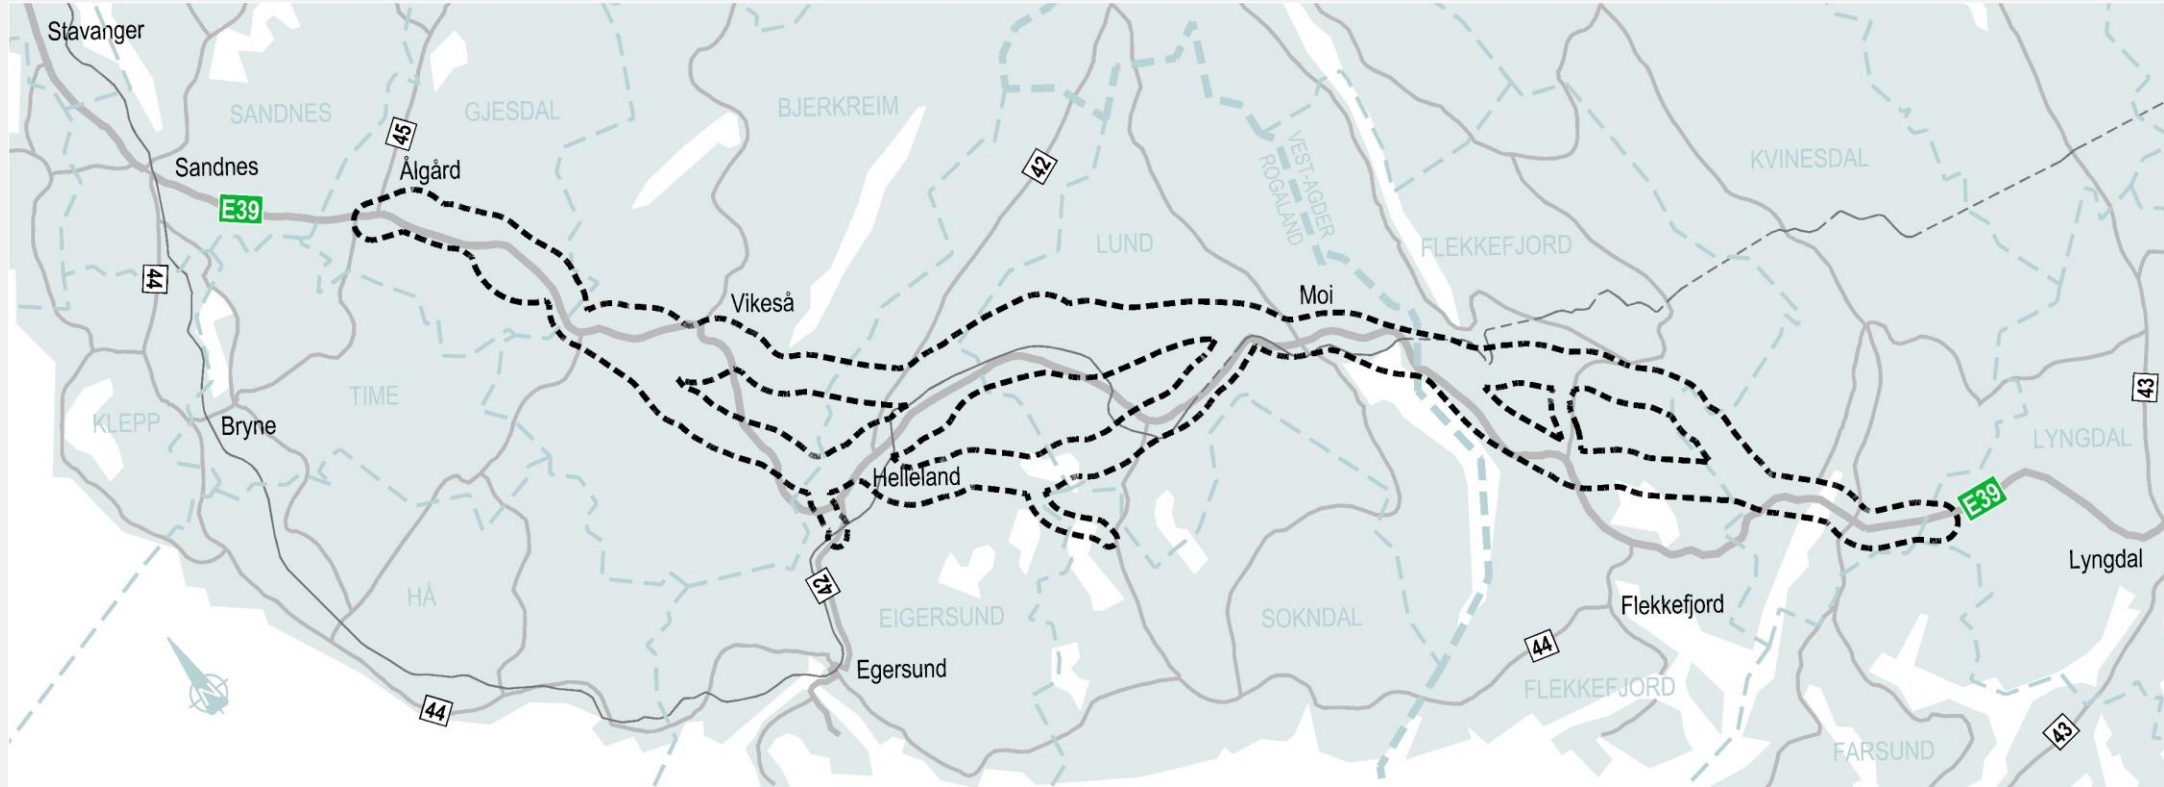 Stavanger
SANDNES
GJESDAL
BJERKREIM
45
Sandnes
Ålgård
42
VEST-AGDER
ROGALAND
KVINESDAL
E39
LUND
FLEKKEFJORD
44
Vikeså
Moi
TIME
43
KLEPP
Bryne
LYNGDAL
Helleland
E39
Lyngdal
HÅ
42
EIGERSUND
SOKNDAL
Flekkefjord
44
Egersund
FLEKKEFJORD
N
44
43
FARSUND